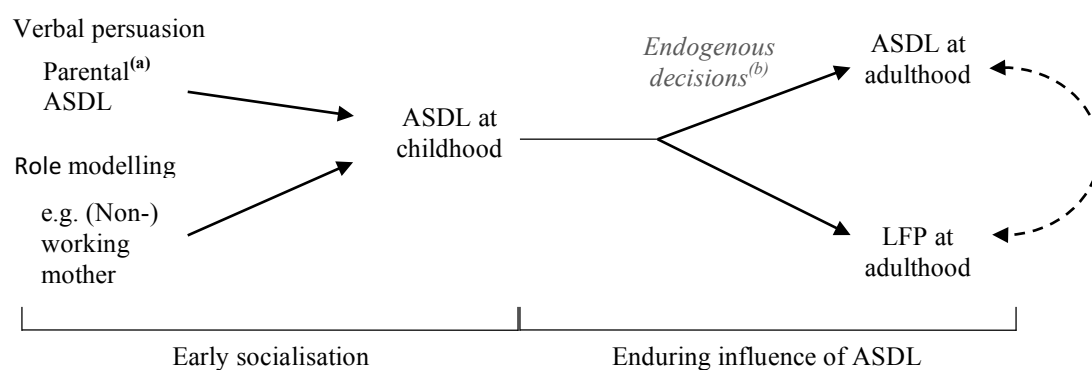 Verbal persuasion
Parental(a)
ASDL
Role modelling
e.g. (Non-)
working
mother
ASDL at
childhood
Endogenous
decisions(b)
ASDL at
adulthood
LFP at
adulthood
Early socialisation
Enduring influence of ASDL